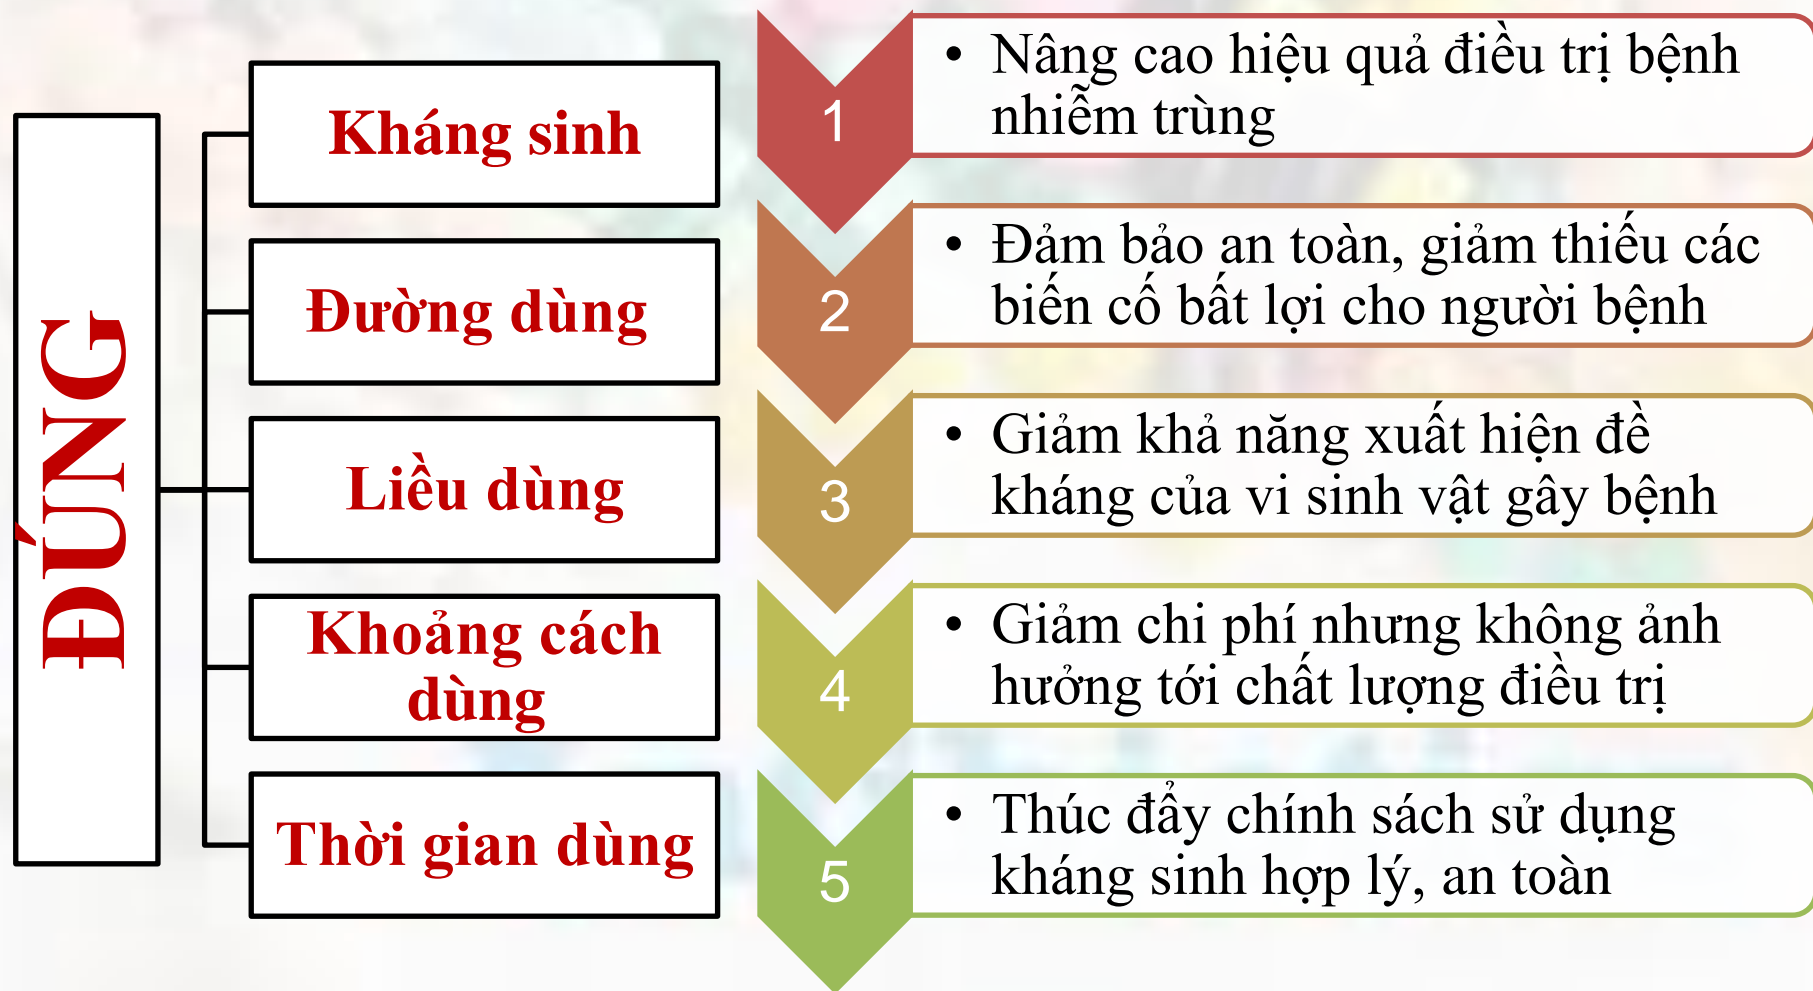 ĐÚNG
Kháng sinh
Đường dùng
Liều dùng
Khoảng cách
dùng
Thời gian dùng
1
• Nâng cao hiệu quả điều trị bệnh
nhiễm trùng
2
• Đảm bảo an toàn, giảm thiểu các
biến cố bất lợi cho người bệnh
3
• Giảm khả năng xuất hiện đề
kháng của vi sinh vật gây bệnh
4
• Giảm chi phí nhưng không ảnh
hưởng tới chất lượng điều trị
5
• Thúc đẩy chính sách sử dụng
kháng sinh hợp lý, an toàn